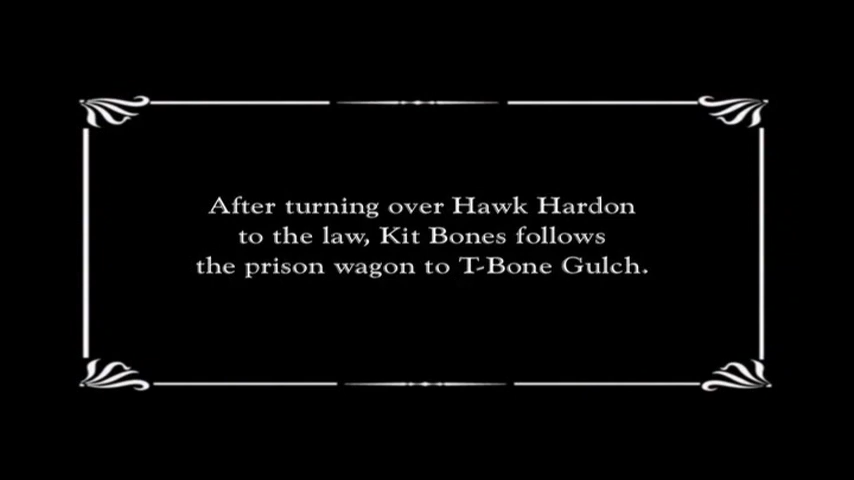 After turning over Hawk Hardon
to the law, Kit Bones follows
the prison wagon to T-Bone Gulch.